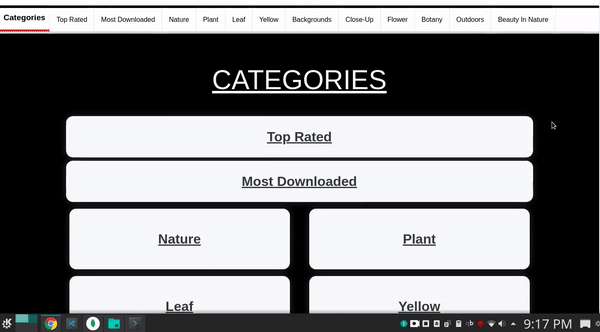 Categories Top Rated Most Downloaded Nature Plant Leaf Yellow Backgrounds Close-Up Flower Botany Outdoors Beauty In Nature
CATEGORIES
Top Rated
Most Downloaded
Nature Plant
Leaf Yellow
9:17 PM